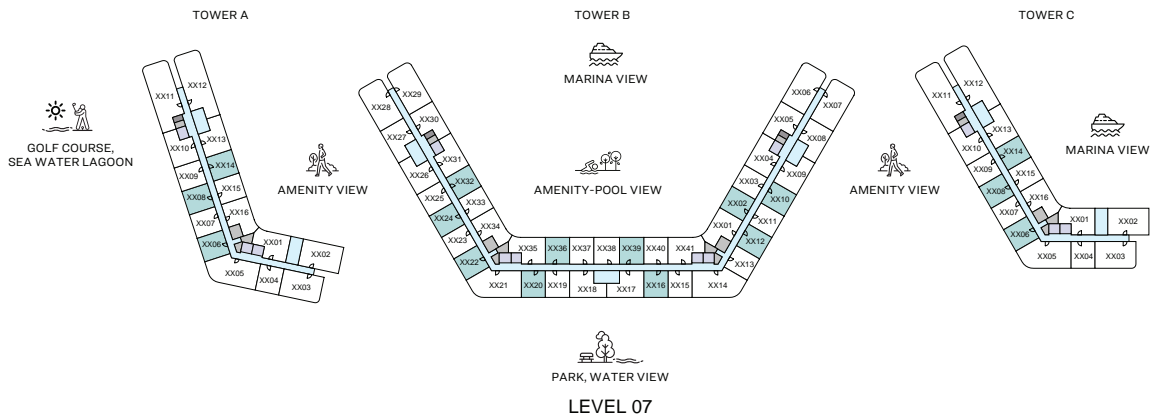 TOWER A
TOWER B
TOWER C
MARINA VIEW
GOLF COURSE,
SEA WATER LAGOON
AMENITY VIEW
AMENITY-POOL VIEW
AMENITY VIEW
MARINA VIEW
PARK, WATER VIEW
LEVEL 07
XX12
XX11
XX10
XX13
XX09
XX14
XX08
XX15
XX07
XX16
XX06
XX01
XX02
XX05
XX04
XX03
XX28
XX29
XX27
XX30
XX26
XX31
XX25
XX32
XX24
XX33
XX23
XX34
XX22
XX35
XX36
XX37
XX38
XX39
XX40
XX41
XX21
XX20
XX19
XX18
XX17
XX16
XX15
XX14
XX06
XX07
XX05
XX08
XX04
XX09
XX03
XX10
XX02
XX11
XX01
XX12
XX13
XX11
XX12
XX10
XX13
XX09
XX14
XX08
XX15
XX07
XX16
XX06
XX01
XX02
XX05
XX04
XX03